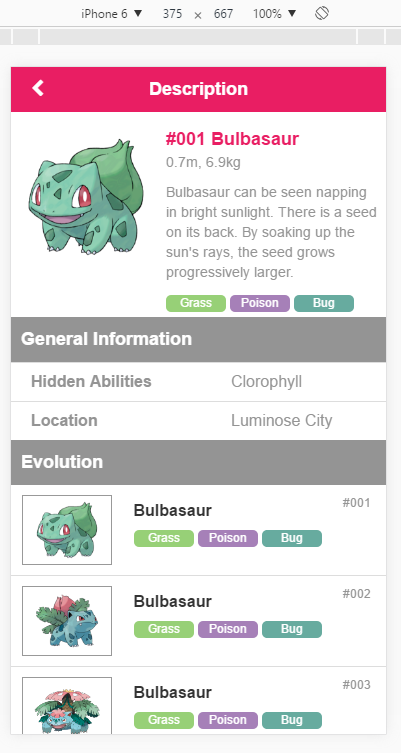 iPhone 6 ▼ 375 × 667 100% ▼
Description
#001 Bulbasaur
0.7m, 6.9kg
Bulbasaur can be seen napping
in bright sunlight. There is a seed
on its back. By soaking up the
sun's rays, the seed grows
progressively larger.
Grass Poison Bug
General Information
Hidden Abilities Clorophyll
Location Luminose City
Evolution
Bulbasaur #001
Grass Poison Bug
Bulbasaur #002
Grass Poison Bug
Bulbasaur #003
Grass Poison Bug